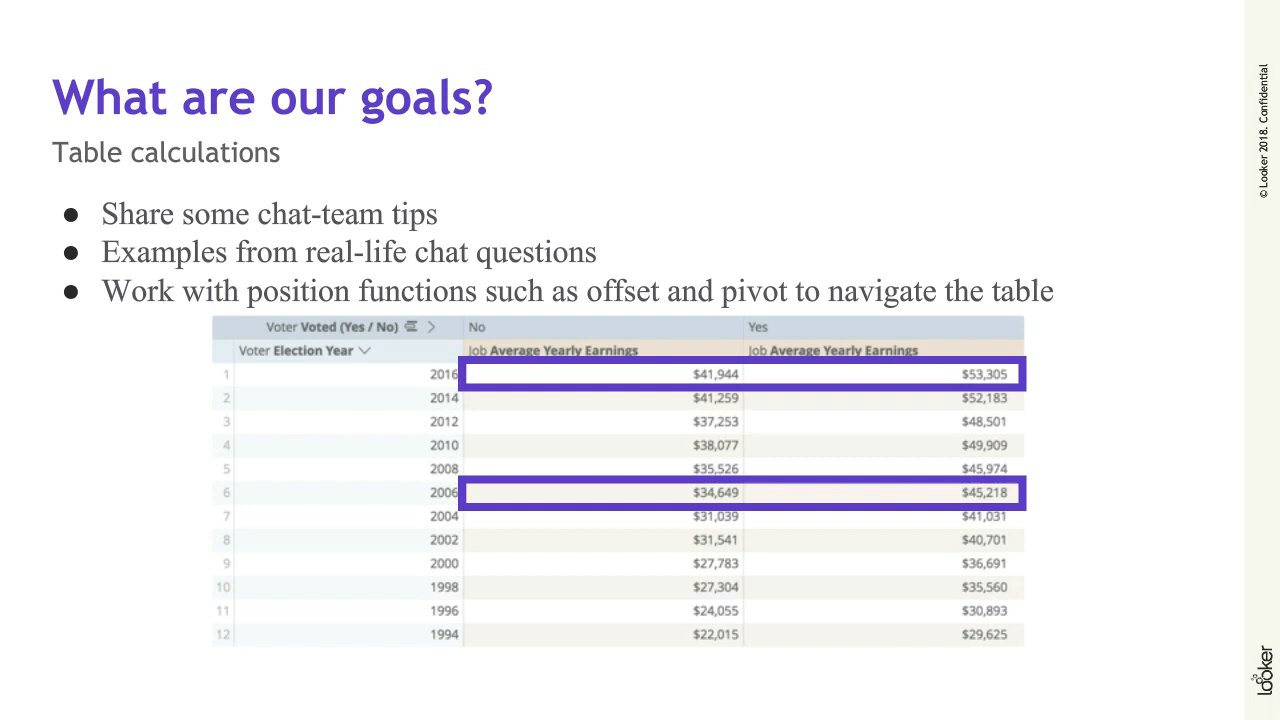 What are our goals?
Table calculations
● Share some chat-team tips
● Examples from real-life chat questions
● Work with position functions such as offset and pivot to navigate the table
Voter Voted (Yes / No) No Yes
Voter Election Year Job Average Yearly Earnings Job Average Yearly Earnings
1 2016 $41,944 $53,305
2 2014 $41,259 $52,183
3 2012 $37,253 $48,501
4 2010 $38,077 $49,909
5 2008 $35,526 $45,974
6 2006 $34,649 $45,218
7 2004 $31,039 $41,031
8 2002 $31,541 $40,701
9 2000 $27,783 $36,691
10 1998 $27,304 $35,560
11 1996 $24,055 $30,893
12 1994 $22,015 $29,625
© Looker 2018. Confidential
looker